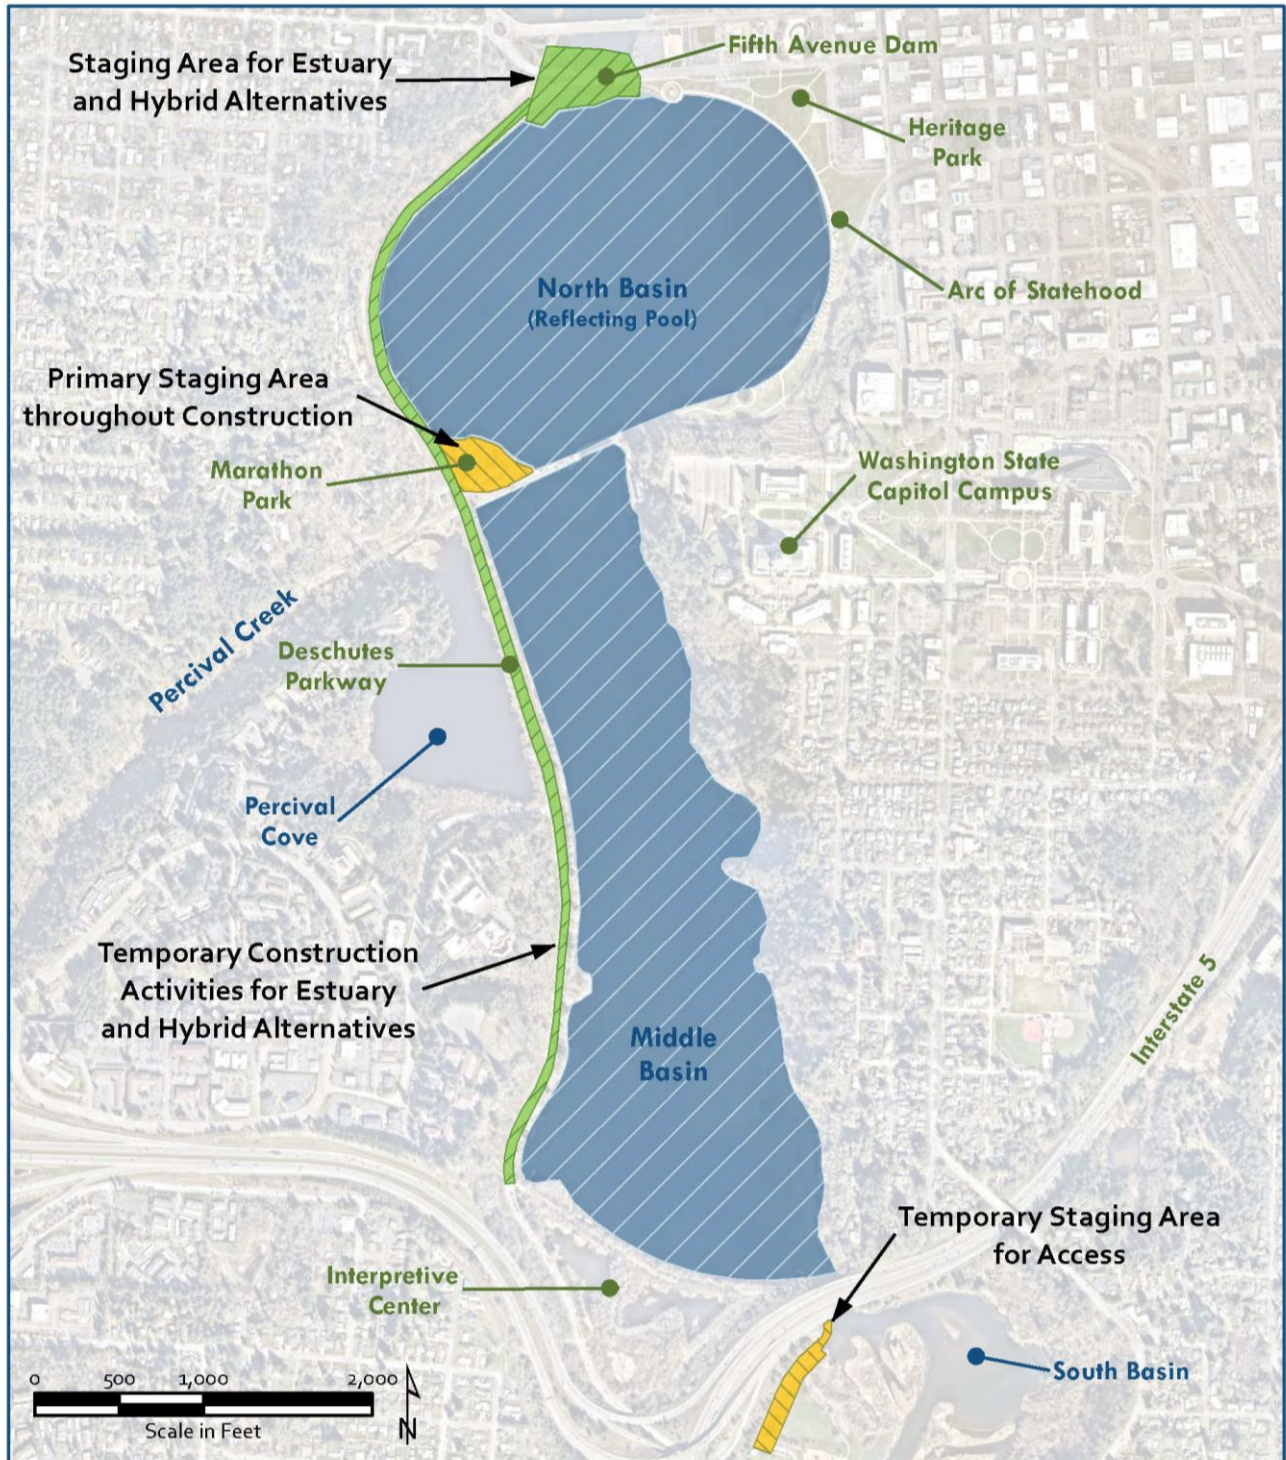 Fifth Avenue Dam
Staging Area for Estuary
and Hybrid Alternatives
Heritage
Park
Arc of Statehood
North Basin
(Reflecting Pool)
Primary Staging Area
throughout Construction
Marathon
Park
Washington State
Capitol Campus
Percival Creek
Deschutes
Parkway
Percival
Cove
Temporary Construction
Activities for Estuary
and Hybrid Alternatives
Middle
Basin
Interstate 5
Temporary Staging Area
for Access
Interpretive
Center
South Basin
0 500 1,000 2,000
Scale in Feet
N